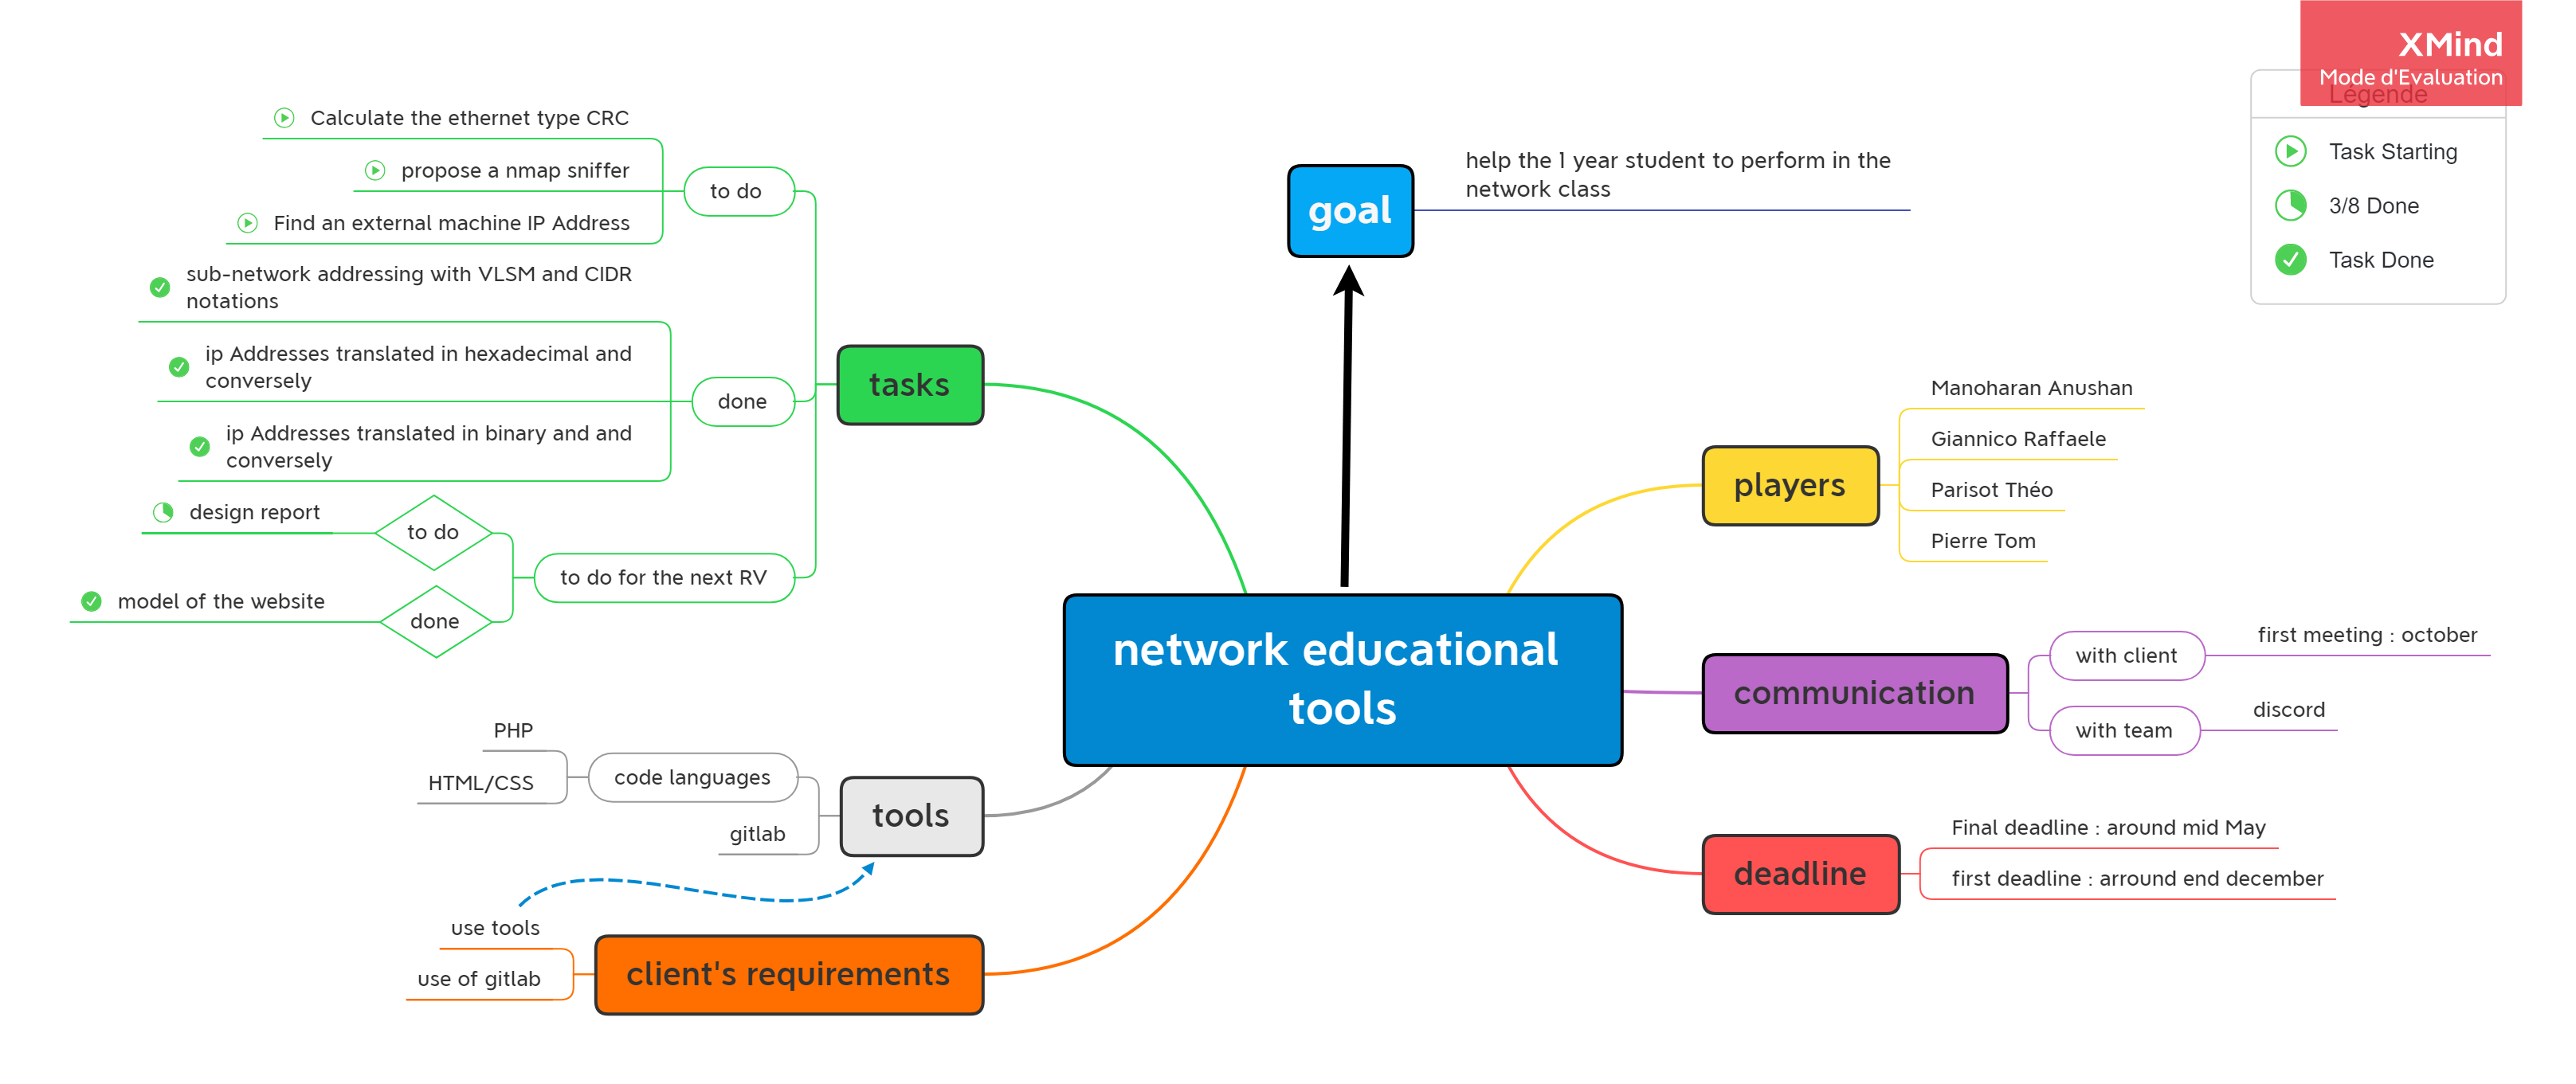 XMind
Mode d'Evaluation
Légende
Task Starting
3/8 Done
Task Done
goal
help the 1 year student to perform in the
network class
network educational
tools
tasks
to do
Calculate the ethernet type CRC
propose a nmap sniffer
Find an external machine IP Address
done
sub-network addressing with VLSM and CIDR
notations
ip Addresses translated in hexadecimal and
conversely
ip Addresses translated in binary and and
conversely
to do for the next RV
to do
design report
done
model of the website
tools
code languages
PHP
HTML/CSS
gitlab
client's requirements
use tools
use of gitlab
players
Manoharan Anushan
Giannico Raffaele
Parisot Théo
Pierre Tom
communication
with client
first meeting : october
with team
discord
deadline
Final deadline : around mid May
first deadline : arround end december